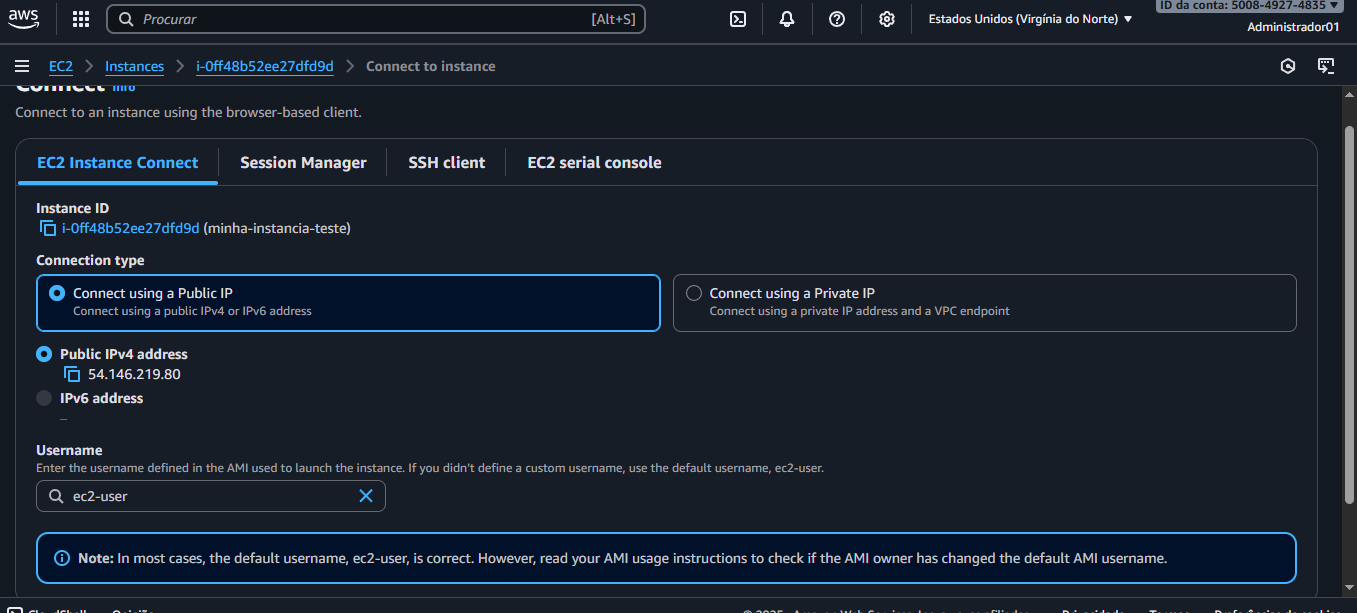 aws
Procurar [Alt+S]
Estados Unidos (Virgínia do Norte)
ID da conta: 5008-4927-4835
Administrador01
EC2 Instances i-0ff48b52ee27dfd9d Connect to instance
Connect Info
Connect to an instance using the browser-based client.
EC2 Instance Connect Session Manager SSH client EC2 serial console
Instance ID
i-0ff48b52ee27dfd9d (minha-instancia-teste)
Connection type
Connect using a Public IP
Connect using a public IPv4 or IPv6 address
Connect using a Private IP
Connect using a private IP address and a VPC endpoint
Public IPv4 address
54.146.219.80
IPv6 address
–
Username
Enter the username defined in the AMI used to launch the instance. If you didn't define a custom username, use the default username, ec2-user.
ec2-user
Note: In most cases, the default username, ec2-user, is correct. However, read your AMI usage instructions to check if the AMI owner has changed the default AMI username.
CloudShell Opinião